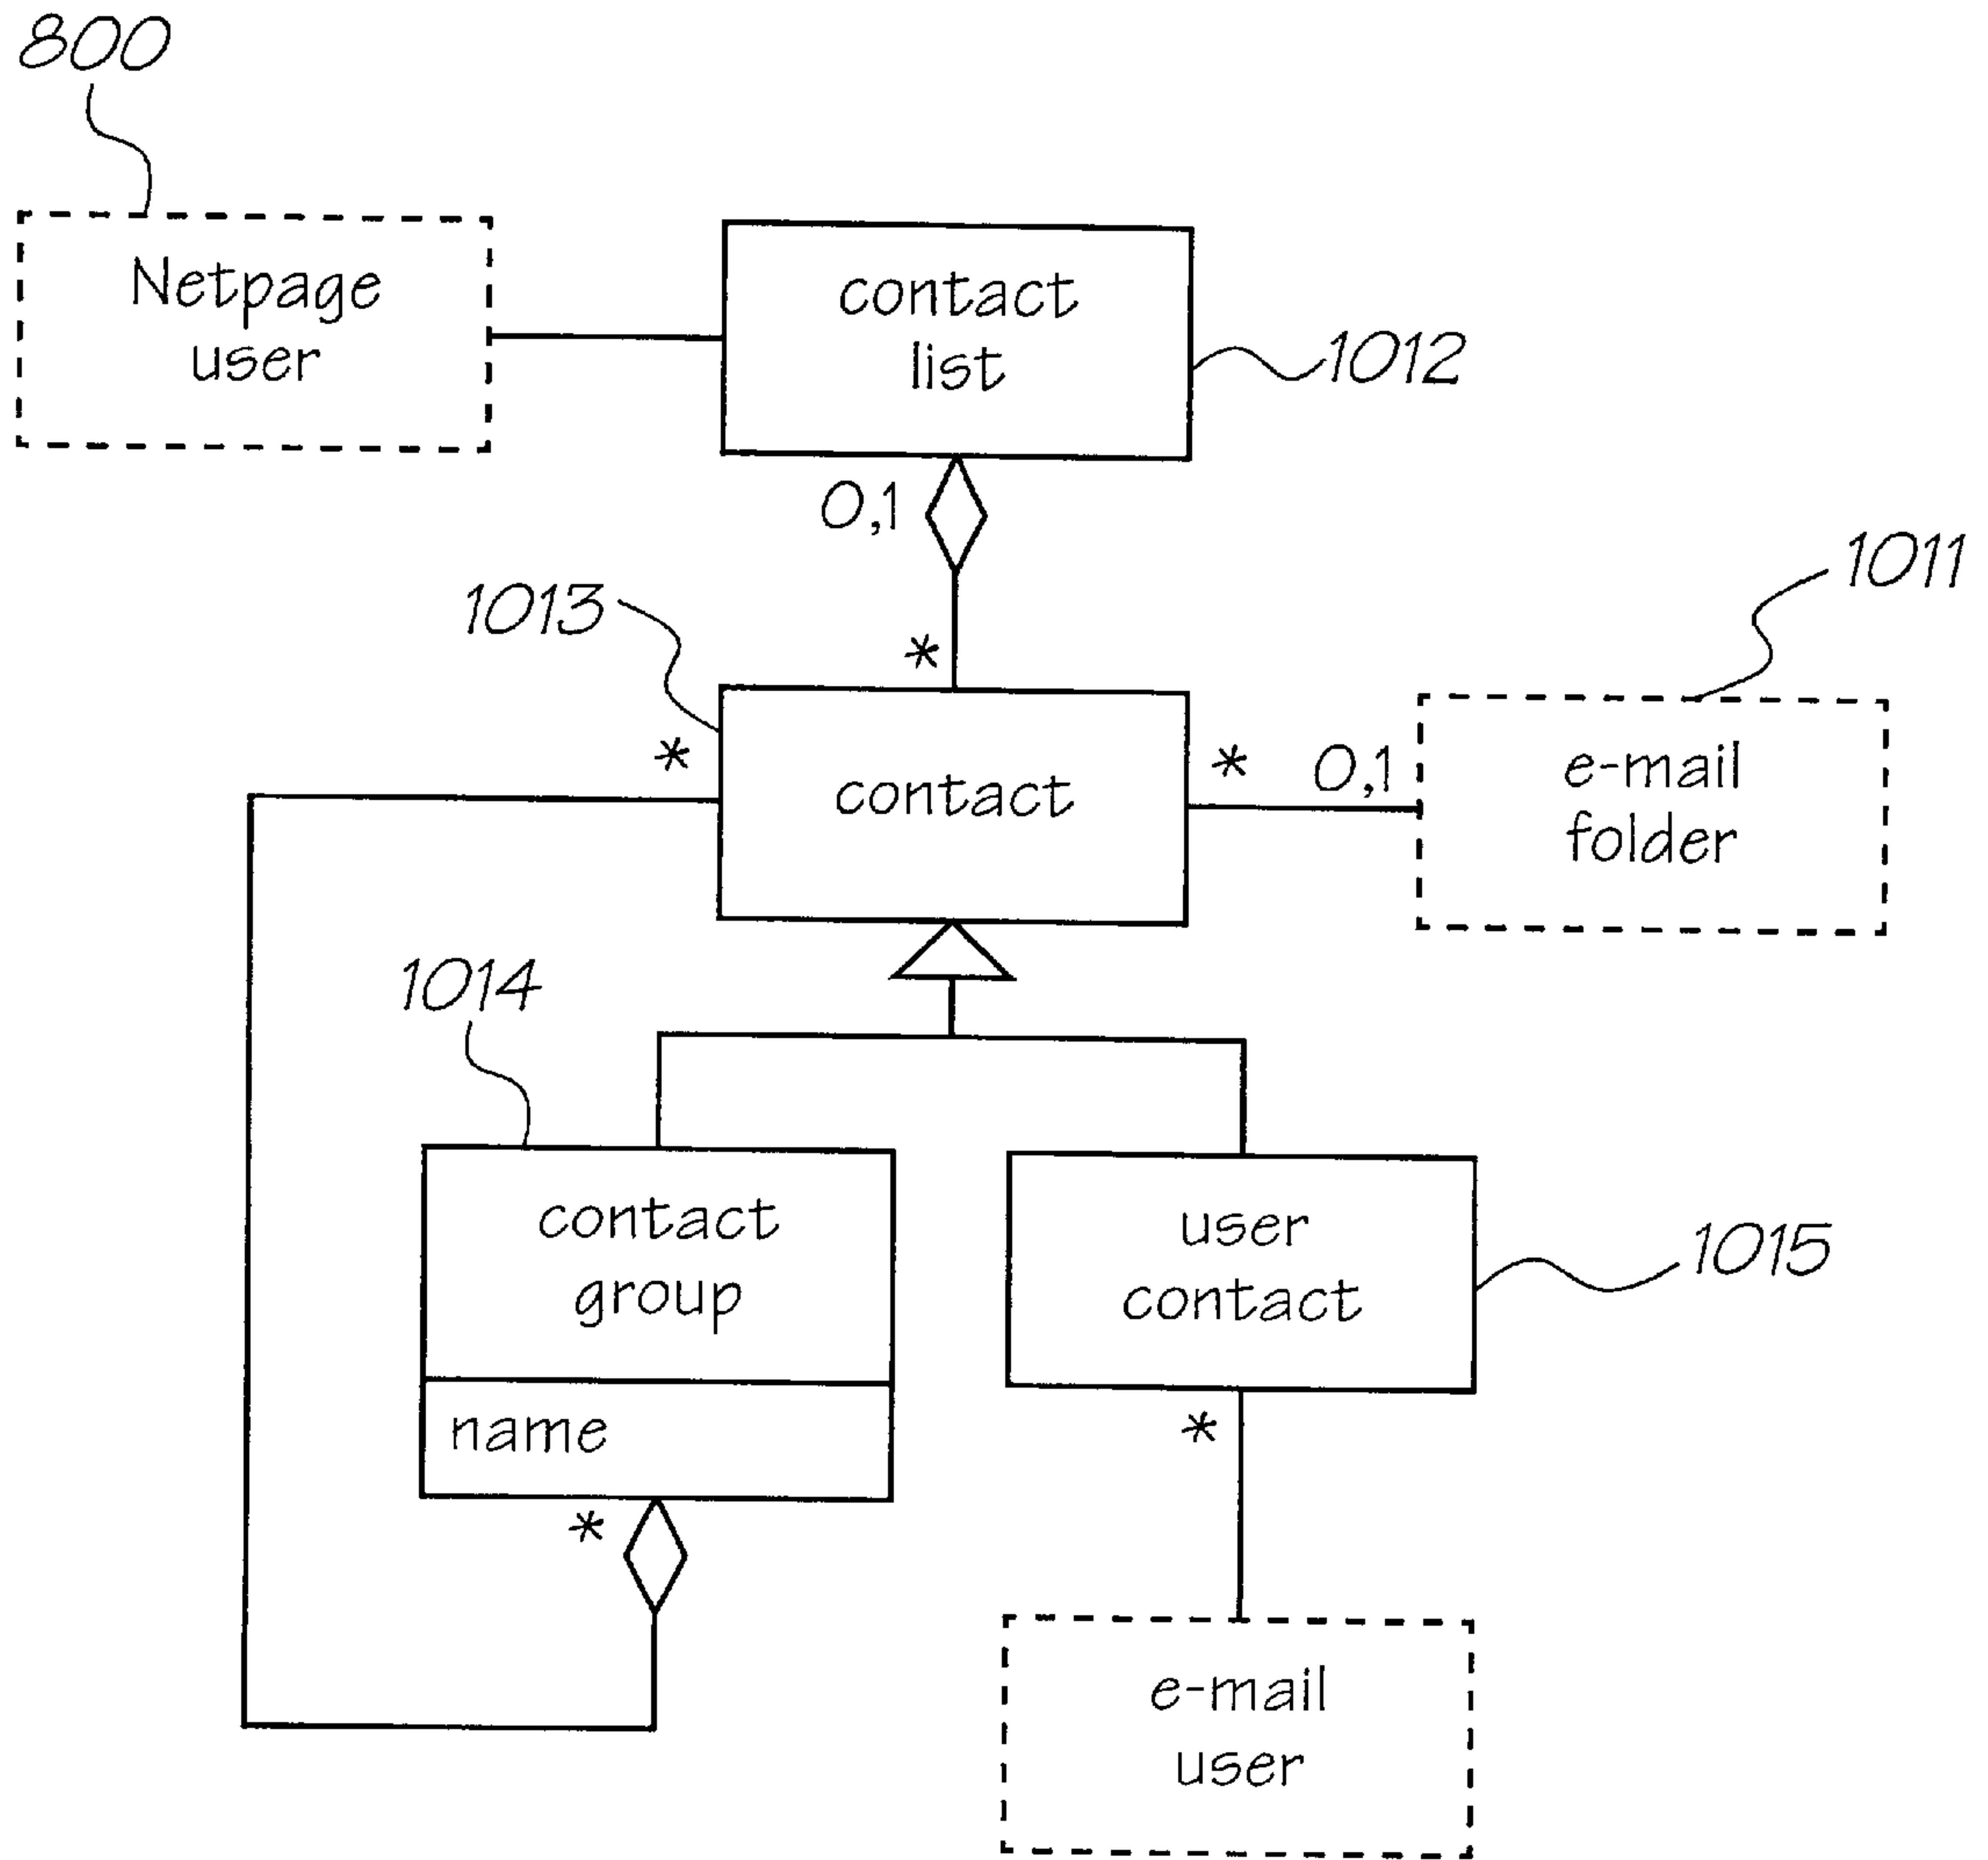 800
Netpage
user
contact
list
1012
0,1
*
1013
1011
*
contact
*
0,1
e-mail
folder
1014
contact
group
name
*
user
contact
1015
*
e-mail
user